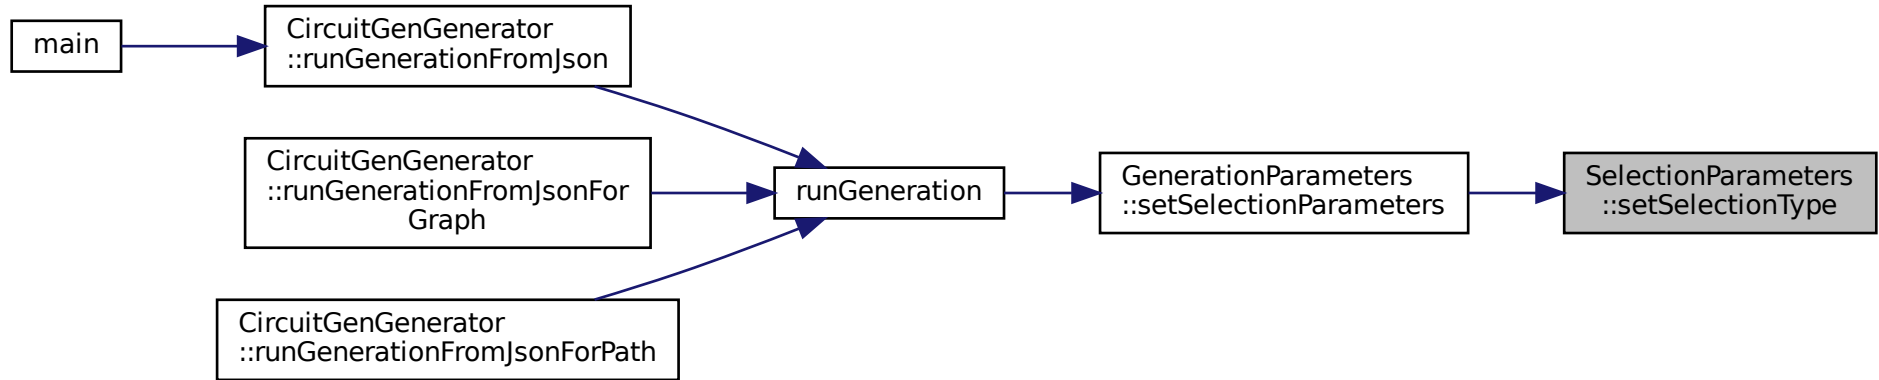 main
CircuitGenGenerator
::runGenerationFromJson
CircuitGenGenerator
::runGenerationFromJsonFor
Graph
CircuitGenGenerator
::runGenerationFromJsonForPath
runGeneration
GenerationParameters
::setSelectionParameters
SelectionParameters
::setSelectionType